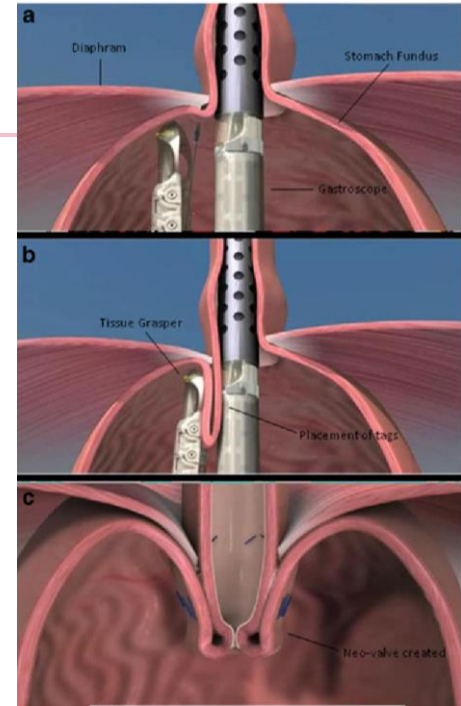 a
Diaphram
Stomach Fundus
Gastroscope
b
Tissue Grasper
Placement of tags
c
Neo-valve created